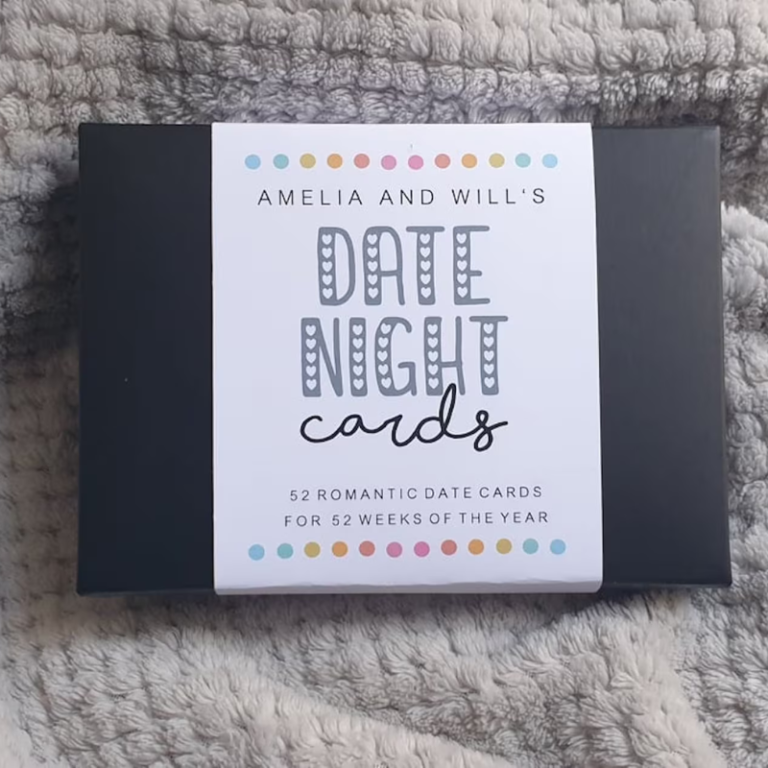 AMELIA AND WILL'S
DATE
NIGHT
cards
52 ROMANTIC DATE CARDS
FOR 52 WEEKS OF THE YEAR